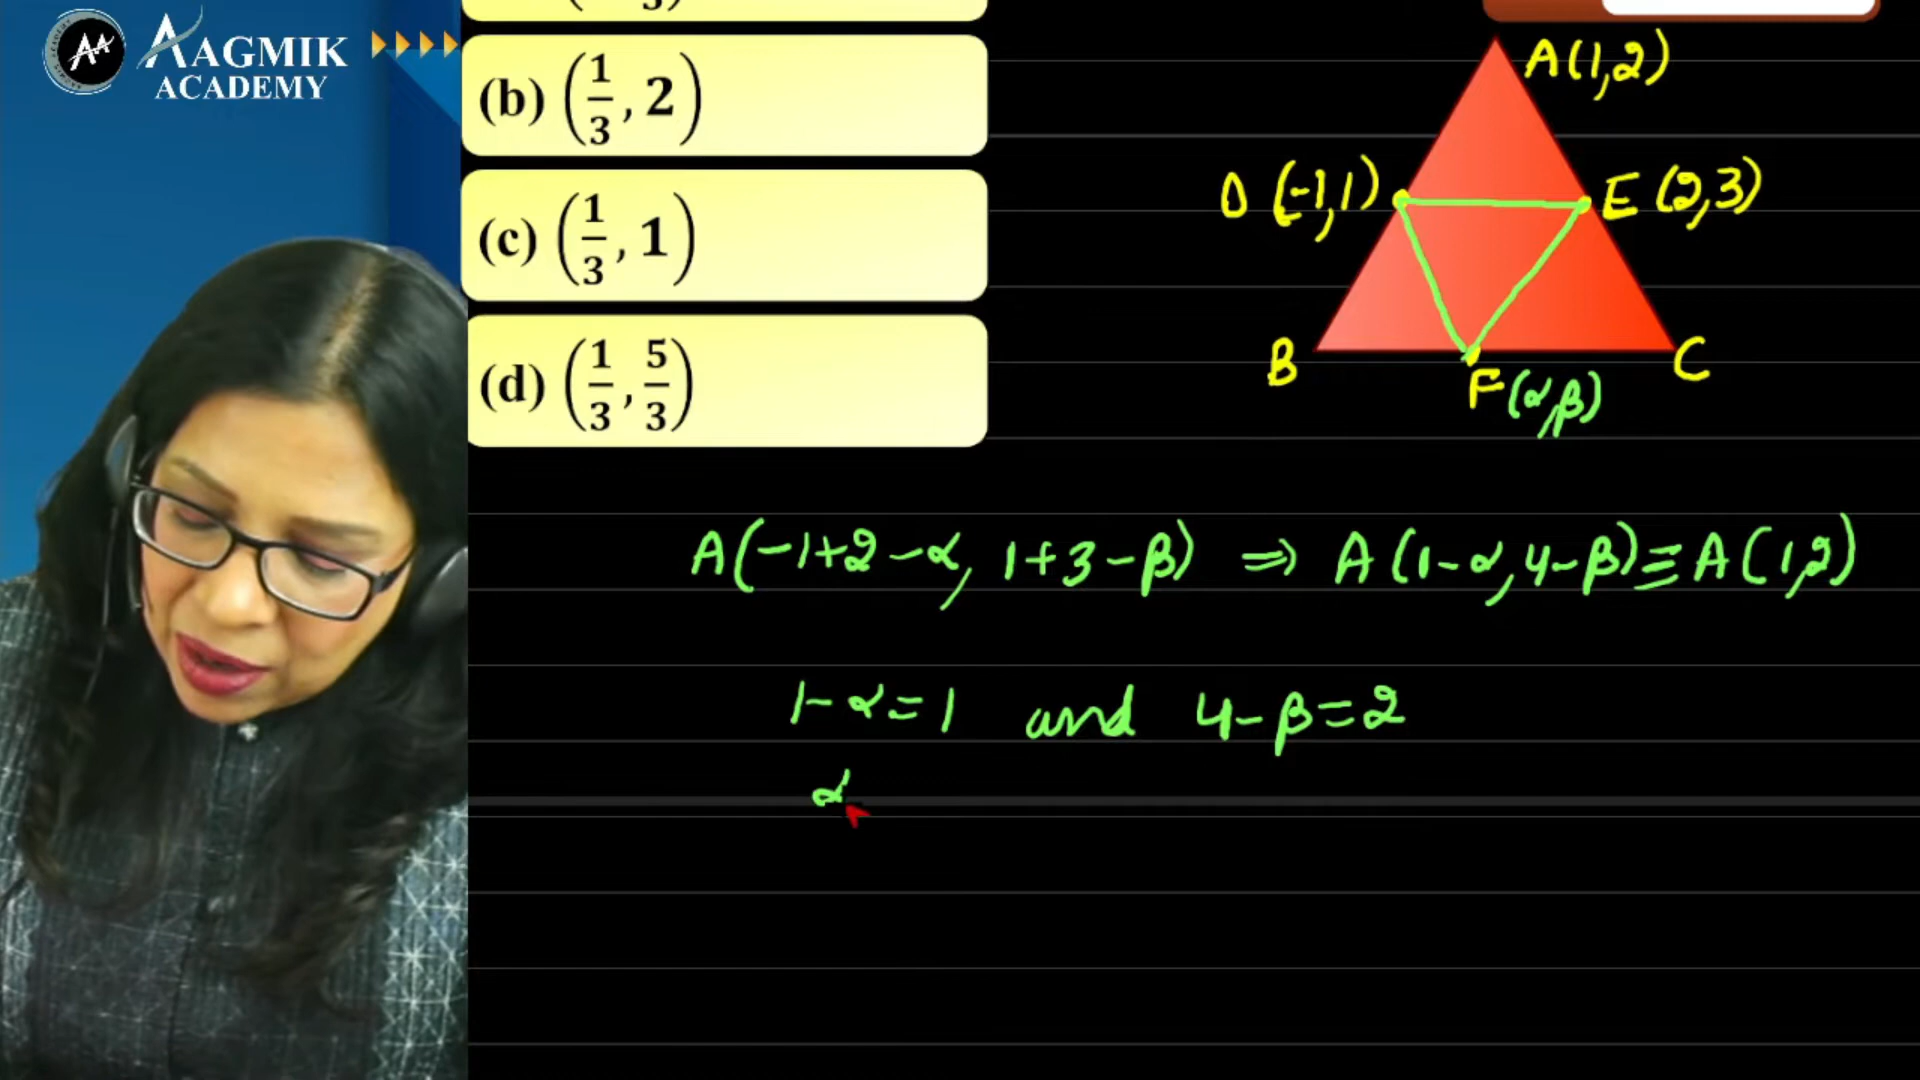 AAGMIK
ACADEMY
(b) (1/3, 2)
(c) (1/3, 1)
(d) (1/3, 5/3)
A(1,2)
D (-1,1)
E (2,3)
B
F(α,β)
C
A(-1+2-α, 1+3-β) ⇒ A(1-α,4-β)≡A(1,2)
1-α=1 and 4-β=2
α